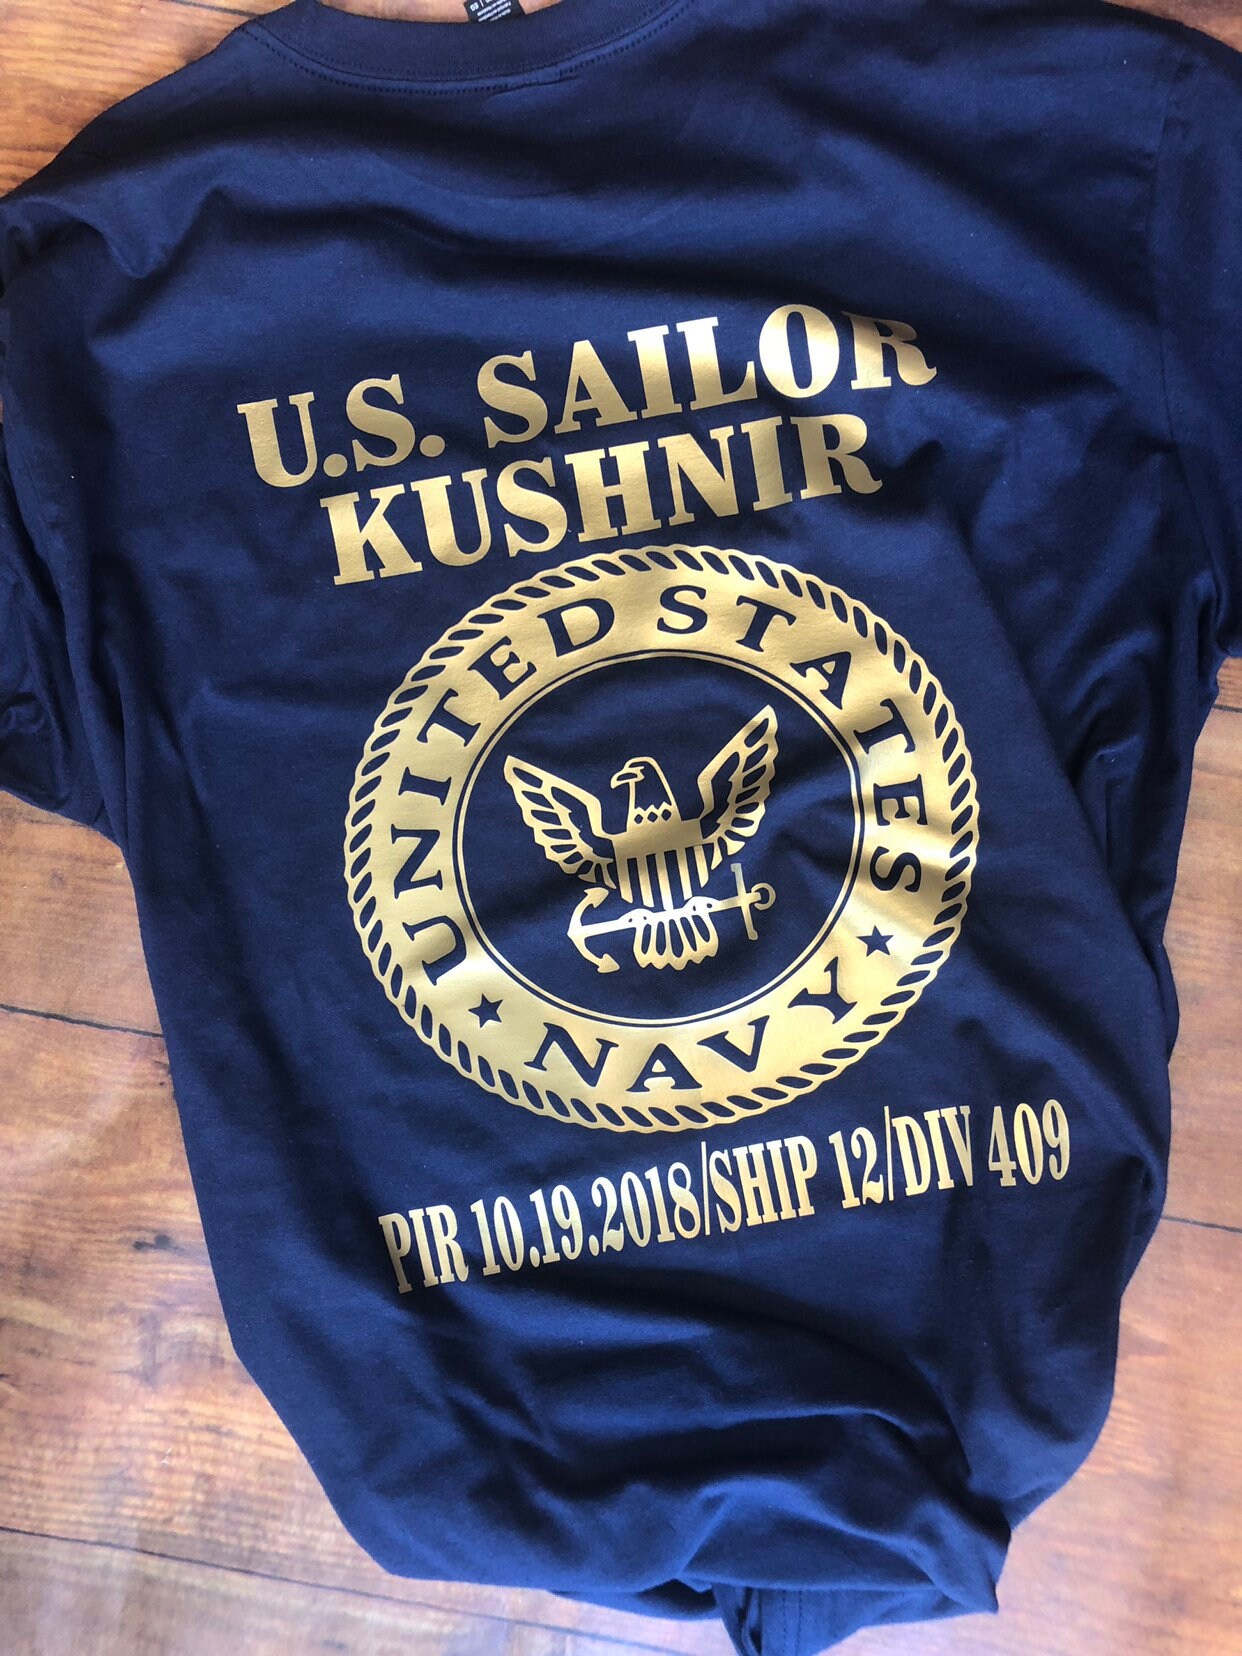 U.S. SAILOR
KUSHNIR
UNITED STATES
★ NAVY ★
PIR 10.19.2018/SHIP 12/DIV 409